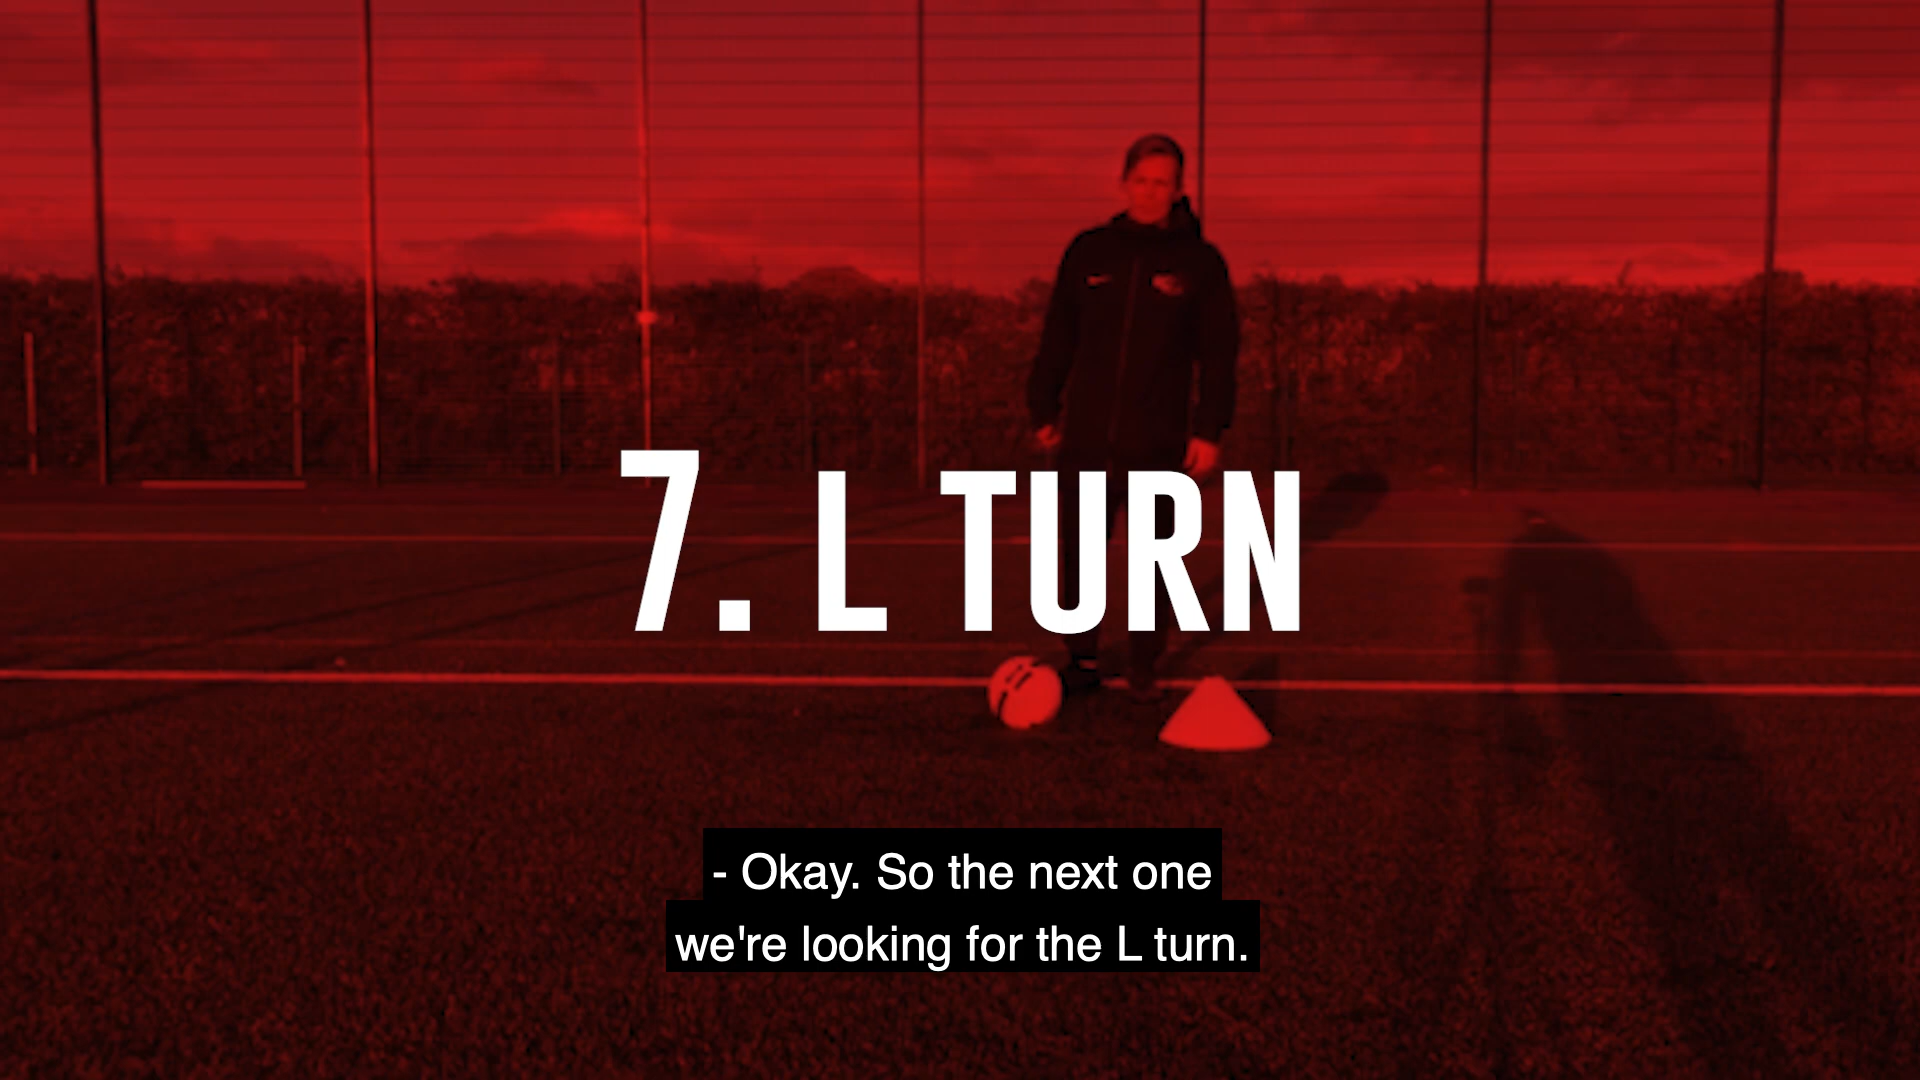 7. L TURN
- Okay. So the next one
we're looking for the L turn.